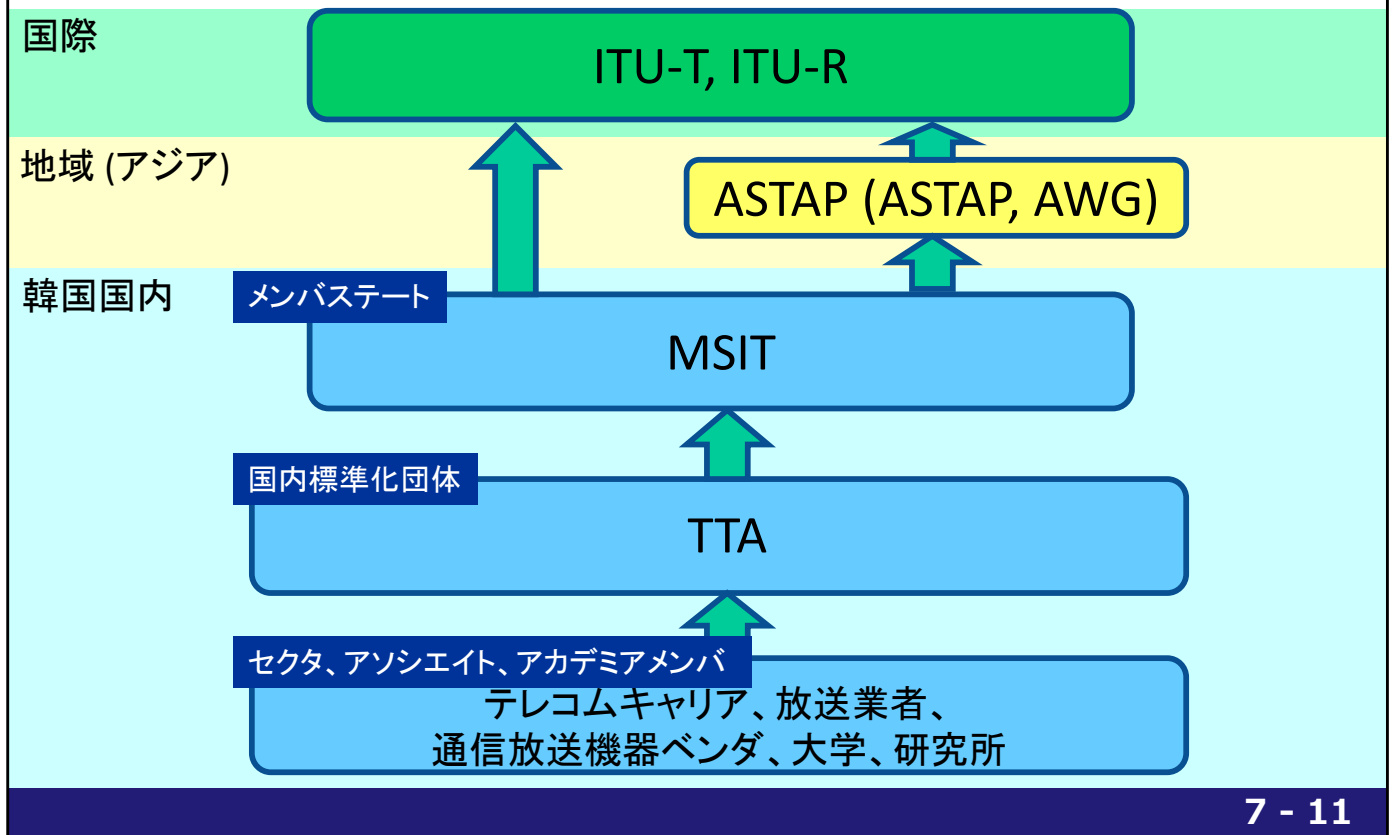 国際
ITU-T, ITU-R
地域 (アジア)
ASTAP (ASTAP, AWG)
韓国国内
メンバステート
MSIT
国内標準化団体
TTA
セクタ、アソシエイト、アカデミアメンバ
テレコムキャリア、放送業者、
通信放送機器ベンダ、大学、研究所
7 - 11